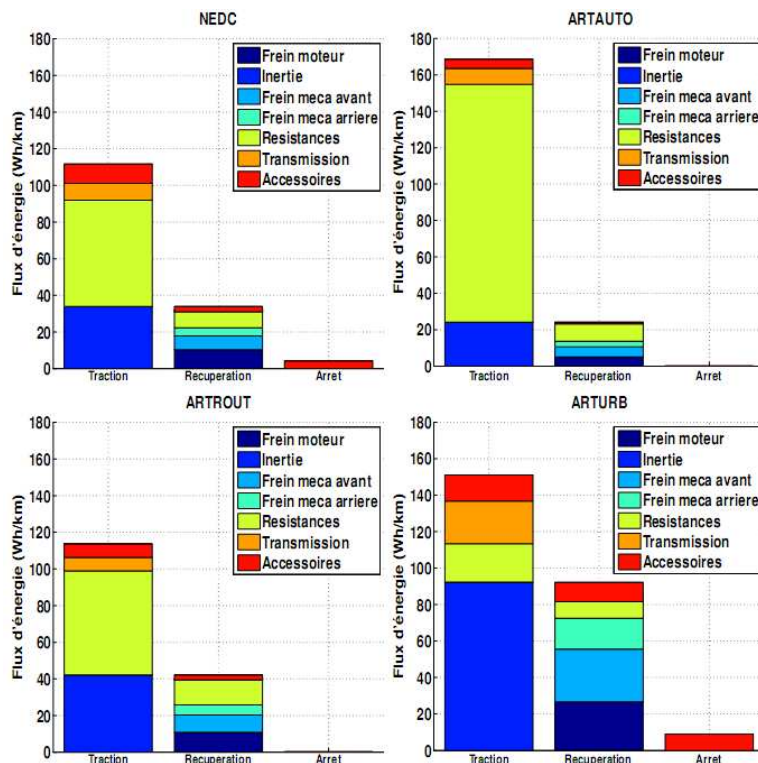 NEDC
Flux d'énergie (Wh/km)
180
160
140
120
100
80
60
40
20
0
Frein moteur
Inertie
Frein meca avant
Frein meca arriere
Resistances
Transmission
Accessoires
Traction
Recuperation
Arret
ARTAUTO
Flux d'énergie (Wh/km)
180
160
140
120
100
80
60
40
20
0
Frein moteur
Inertie
Frein meca avant
Frein meca arriere
Resistances
Transmission
Accessoires
Traction
Recuperation
Arret
ARTROUT
Flux d'énergie (Wh/km)
180
160
140
120
100
80
60
40
20
0
Frein moteur
Inertie
Frein meca avant
Frein meca arriere
Resistances
Transmission
Accessoires
Traction
Recuperation
Arret
ARTURB
Flux d'énergie (Wh/km)
180
160
140
120
100
80
60
40
20
0
Frein moteur
Inertie
Frein meca avant
Frein meca arriere
Resistances
Transmission
Accessoires
Traction
Recuperation
Arret